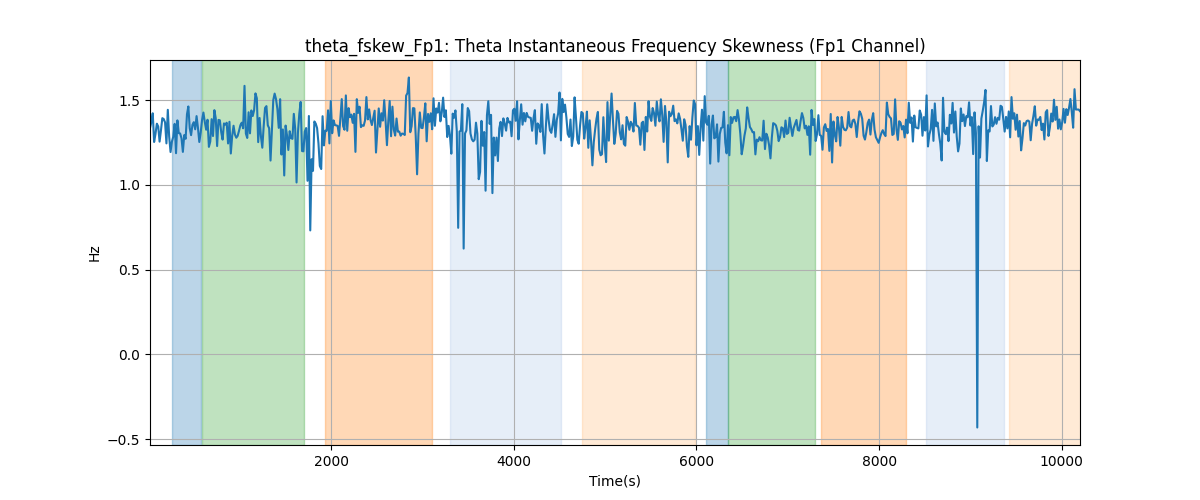 theta_fskew_Fp1: Theta Instantaneous Frequency Skewness (Fp1 Channel)
Hz
1.5
1.0
0.5
0.0
−0.5
2000 4000 6000 8000 10000
Time(s)